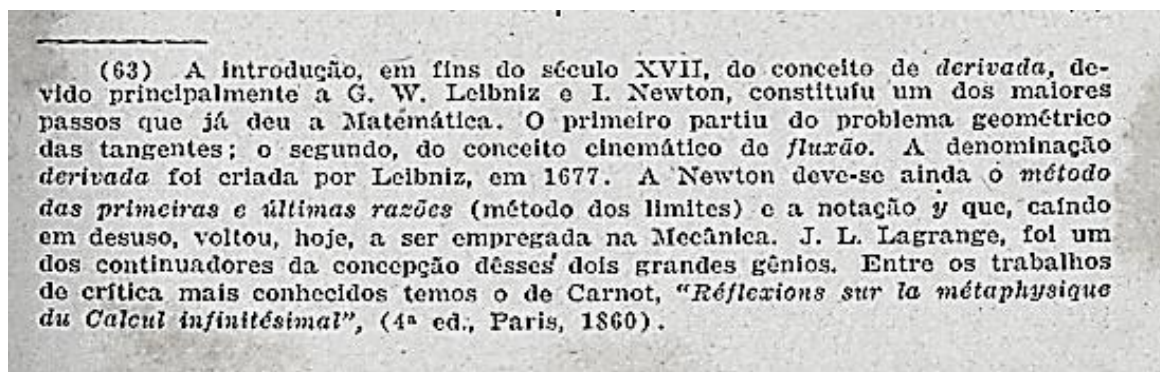 (63) A introdução, em fins do século XVII, do conceito de derivada, de-
vido principalmente a G. W. Leibniz e I. Newton, constituíu um dos maiores
passos que já deu a Matemática. O primeiro partiu do problema geométrico
das tangentes; o segundo, do conceito cinemático de fluxão. A denominação
derivada foi criada por Leibniz, em 1677. A Newton deve-se ainda o método
das primeiras e últimas razões (método dos limites) e a notação ẏ que, caíndo
em desuso, voltou, hoje, a ser empregada na Mecânica. J. L. Lagrange, foi um
dos continuadores da concepção dêsses dois grandes gênios. Entre os trabalhos
de crítica mais conhecidos temos o de Carnot, "Réflexions sur la métaphysique
du Calcul infinitésimal", (4ª ed., Paris, 1860).